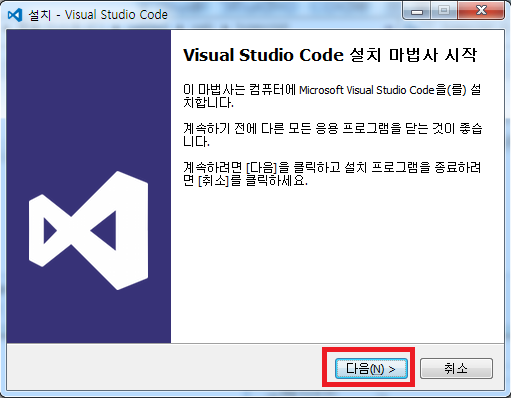 설치 - Visual Studio Code
Visual Studio Code 설치 마법사 시작
이 마법사는 컴퓨터에 Microsoft Visual Studio Code을(를) 설
치합니다.
계속하기 전에 다른 모든 응용 프로그램을 닫는 것이 좋습
니다.
계속하려면 [다음]을 클릭하고 설치 프로그램을 종료하려
면 [취소]를 클릭하세요.
다음(N) >
취소